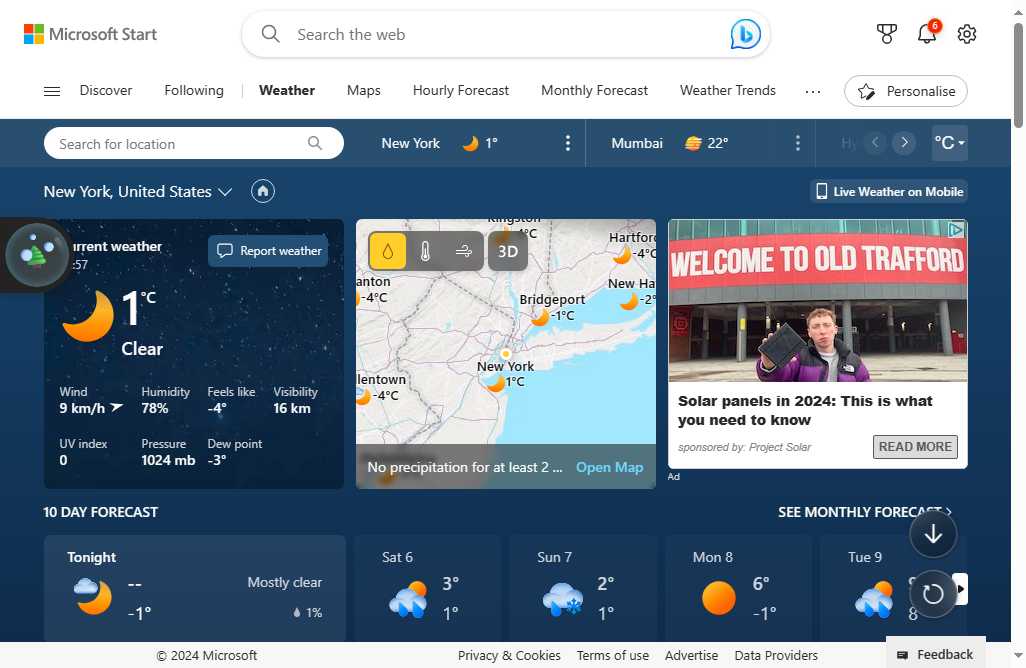 Microsoft Start
Search the web
6
Discover
Following
Weather
Maps
Hourly Forecast
Monthly Forecast
Weather Trends
...
Personalise
Search for location
New York
1°
Mumbai
22°
Hy
°C
New York, United States
Live Weather on Mobile
urrent weather
:57
Report weather
1°C
Clear
Wind
9 km/h
Humidity
78%
Feels like
-4°
Visibility
16 km
UV index
0
Pressure
1024 mb
Dew point
-3°
3D
Kingston
-4°C
Hartford
-4°C
anton
-4°C
New Ha
-2°
Bridgeport
-1°C
New York
1°C
llentown
-4°C
No precipitation for at least 2 ...
Open Map
WELCOME TO OLD TRAFFORD
Solar panels in 2024: This is what
you need to know
sponsored by: Project Solar
READ MORE
Ad
10 DAY FORECAST
SEE MONTHLY FORECAST
Tonight
--
-1°
Mostly clear
1%
Sat 6
3°
1°
Sun 7
2°
1°
Mon 8
6°
-1°
Tue 9
8
© 2024 Microsoft
Privacy & Cookies
Terms of use
Advertise
Data Providers
Feedback